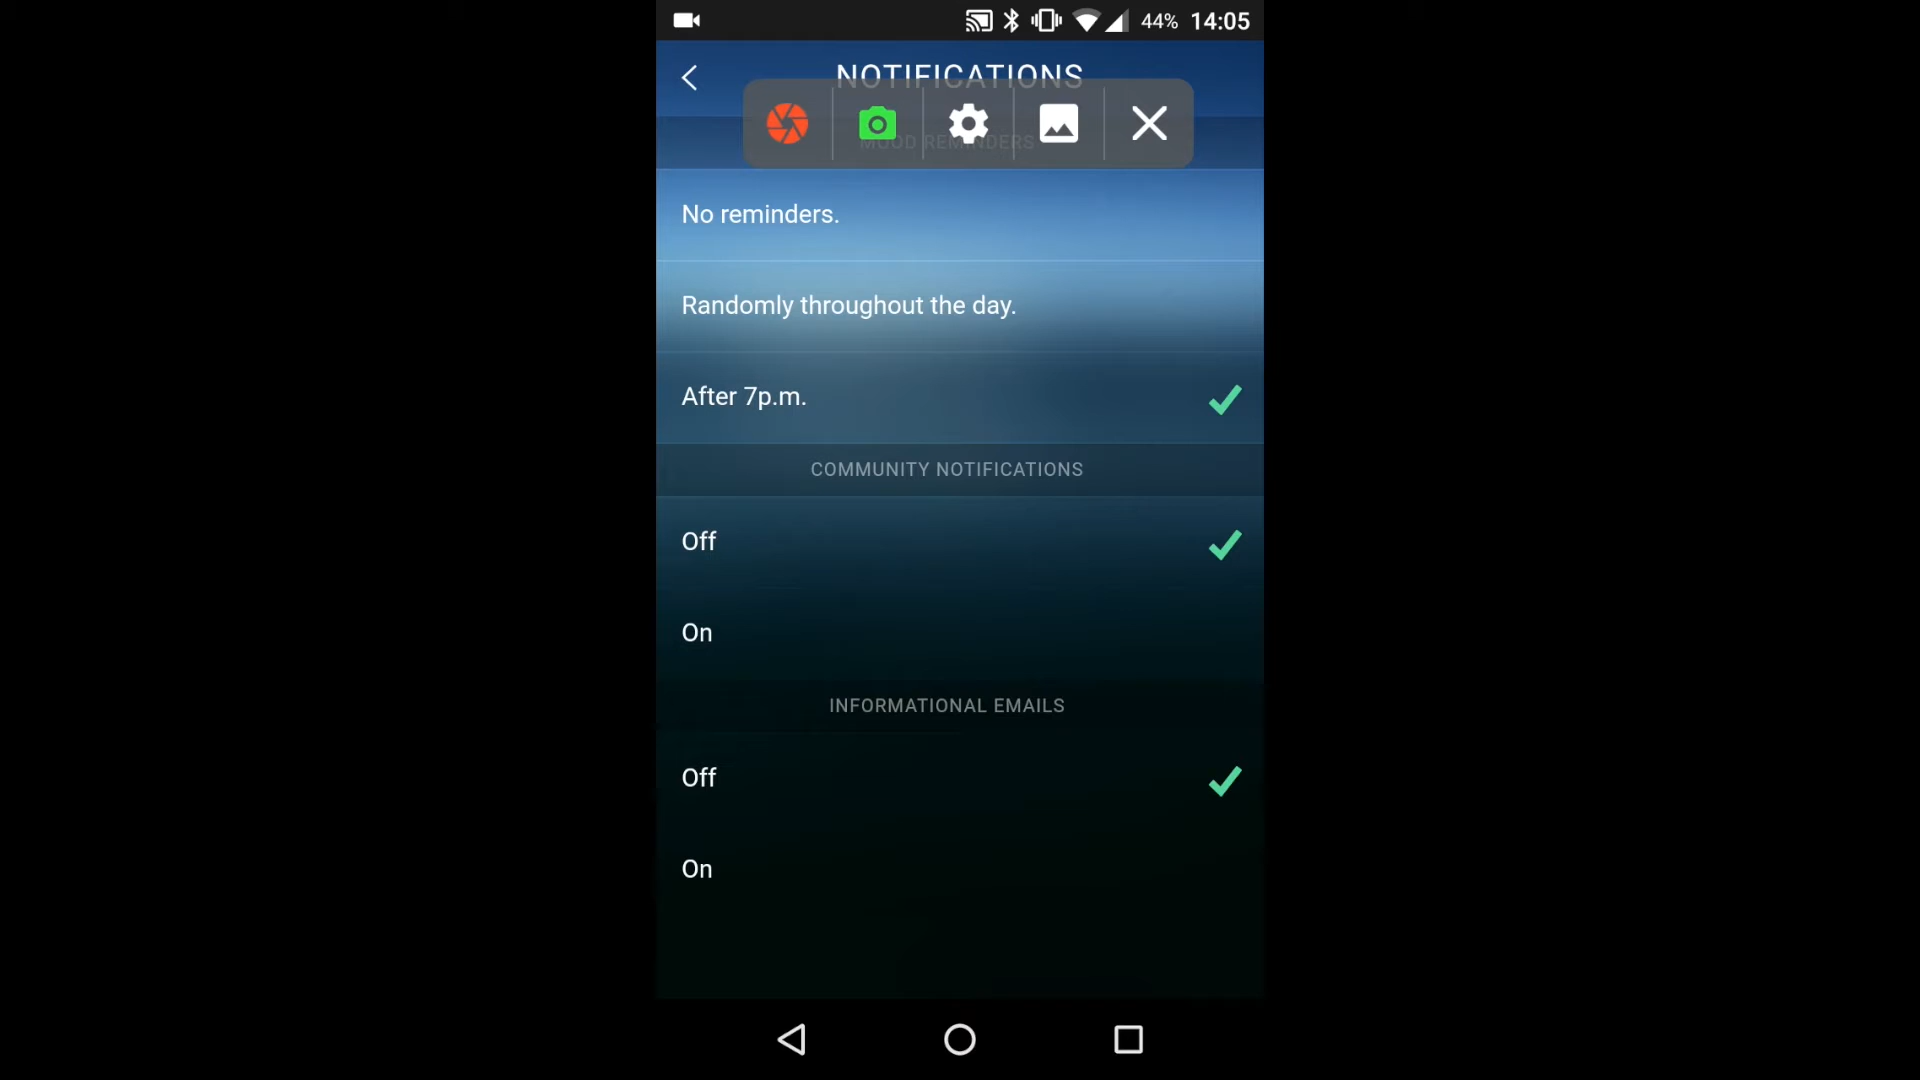 44% 14:05
NOTIFICATIONS
MOOD REMINDERS
No reminders.
Randomly throughout the day.
After 7p.m.
COMMUNITY NOTIFICATIONS
Off
On
INFORMATIONAL EMAILS
Off
On